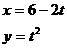 x = 6 − 2t
y = t²